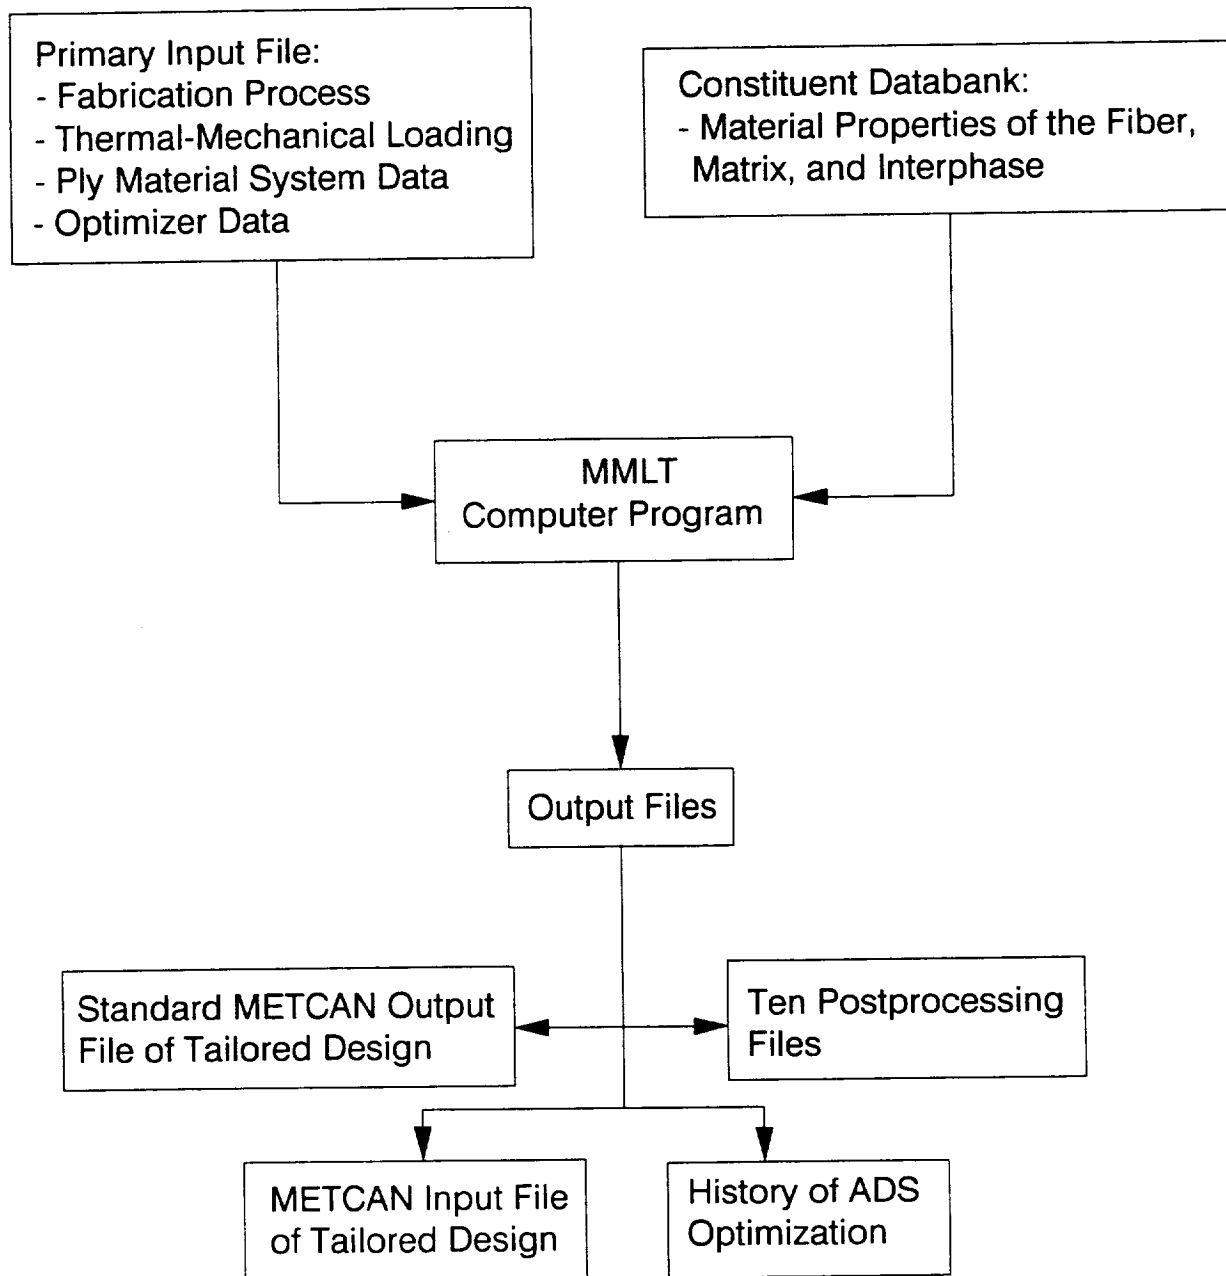 Primary Input File:
- Fabrication Process
- Thermal-Mechanical Loading
- Ply Material System Data
- Optimizer Data
Constituent Databank:
- Material Properties of the Fiber,
Matrix, and Interphase
MMLT
Computer Program
Output Files
Standard METCAN Output
File of Tailored Design
Ten Postprocessing
Files
METCAN Input File
of Tailored Design
History of ADS
Optimization